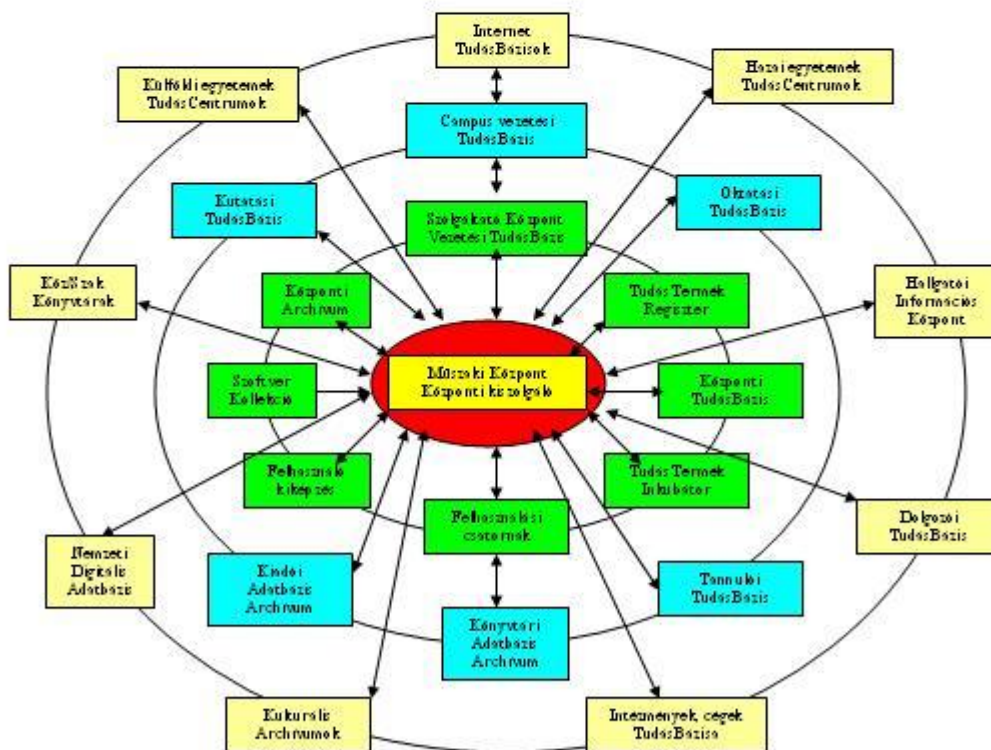 Internet
TudásBázisok
Külföldi egyetemek
TudásCentrumok
Hazai egyetemek
TudásCentrumok
Campus vezetési
TudásBázis
Kutatási
TudásBázis
Oktatási
TudásBázis
Szolgáltató Központ
Vezetési TudásBázis
Köz/Szak
Könyvtárak
Központi
Archívum
TudásTermék
Regiszter
Hallgatói
Információs
Központ
Műszaki Központ
Központi kiszolgáló
Szoftver
Kollekció
Központi
TudásBázis
Felhasználó
kiképzés
TudásTermék
Inkubátor
Felhasználási
csatornák
Dolgozói
TudásBázis
Nemzeti
Digitális
Adatbázis
Kiadói
Adatbázis
Archívum
Tannulói
TudásBázis
Könyvtári
Adatbázis
Archívum
Kulturális
Archívumok
Intézmények, cégek
TudásBázisa